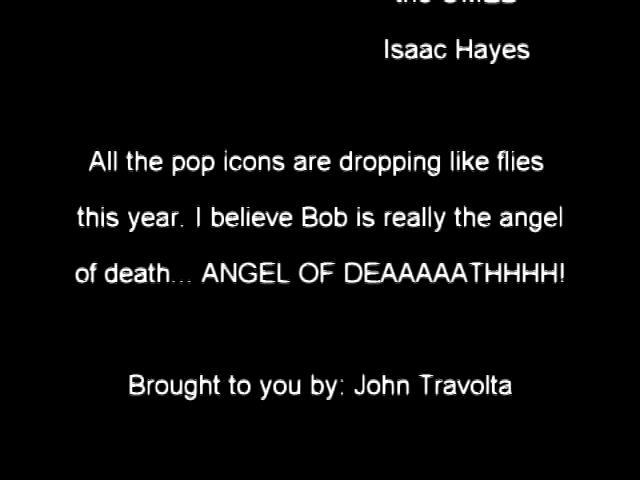 Isaac Hayes
All the pop icons are dropping like flies
this year. I believe Bob is really the angel
of death... ANGEL OF DEAAAAATHHHH!
Brought to you by: John Travolta